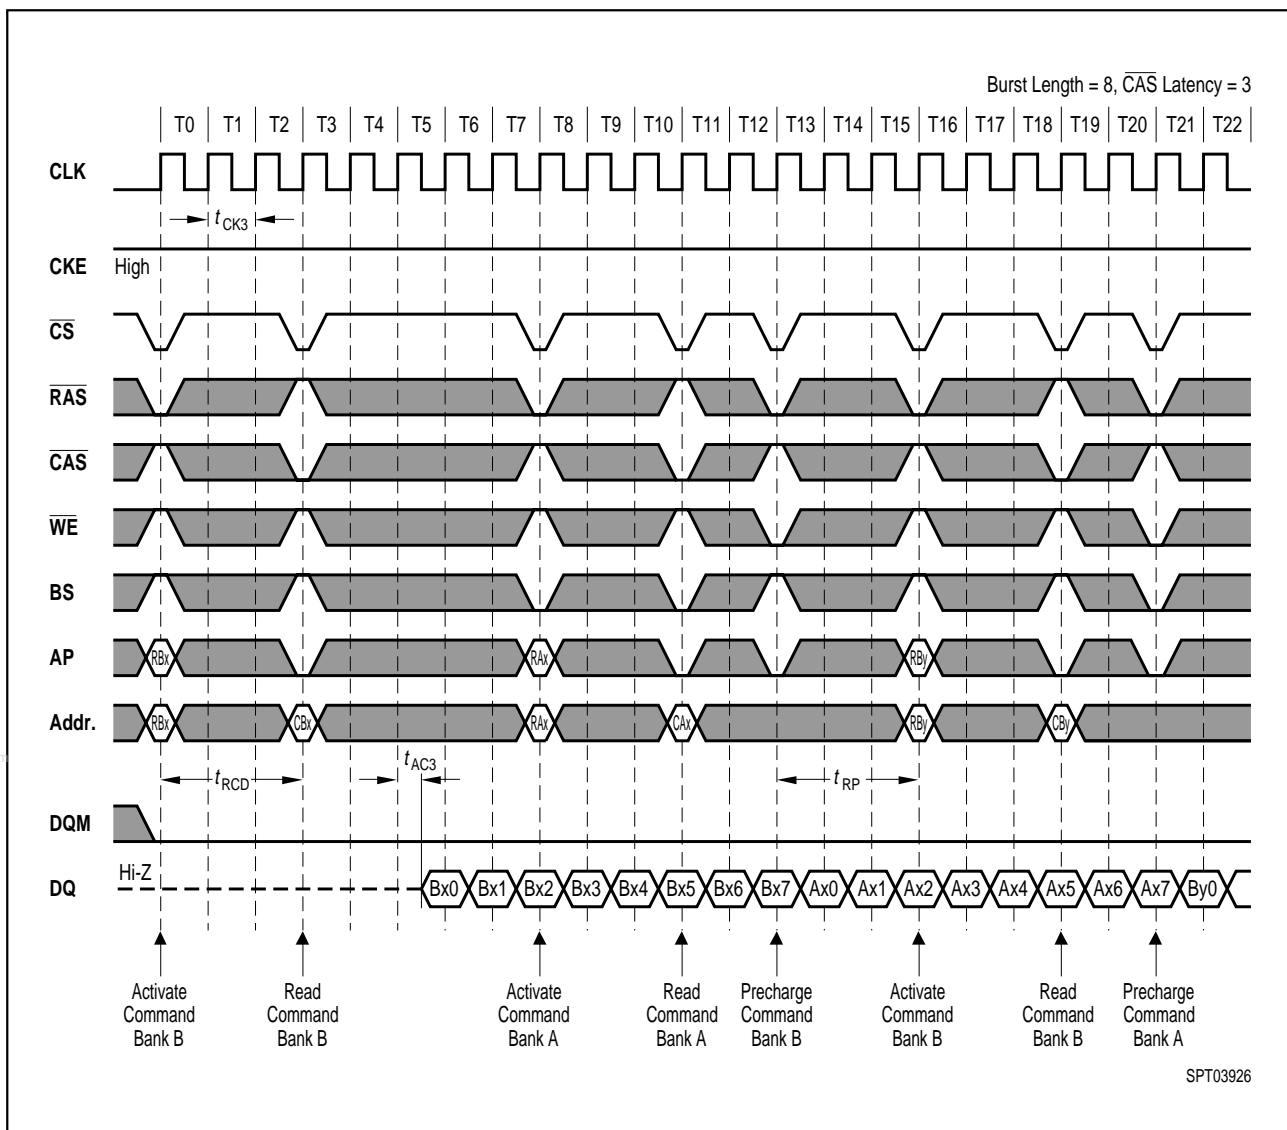 Burst Length = 8, CAS Latency = 3
T0 T1 T2 T3 T4 T5 T6 T7 T8 T9 T10 T11 T12 T13 T14 T15 T16 T17 T18 T19 T20 T21 T22
CLK
t CK3
CKE High
CS
RAS
CAS
WE
BS
AP RBx RAx RBy
Addr. RBx CBx RAx CAx RBy CBy
t RCD t AC3 t RP
DQM
Hi-Z
DQ Bx0 Bx1 Bx2 Bx3 Bx4 Bx5 Bx6 Bx7 Ax0 Ax1 Ax2 Ax3 Ax4 Ax5 Ax6 Ax7 By0
Activate Read Activate Read Precharge Activate Read Precharge
Command Command Command Command Command Command Command Command
Bank B Bank B Bank A Bank A Bank B Bank B Bank B Bank A
SPT03926